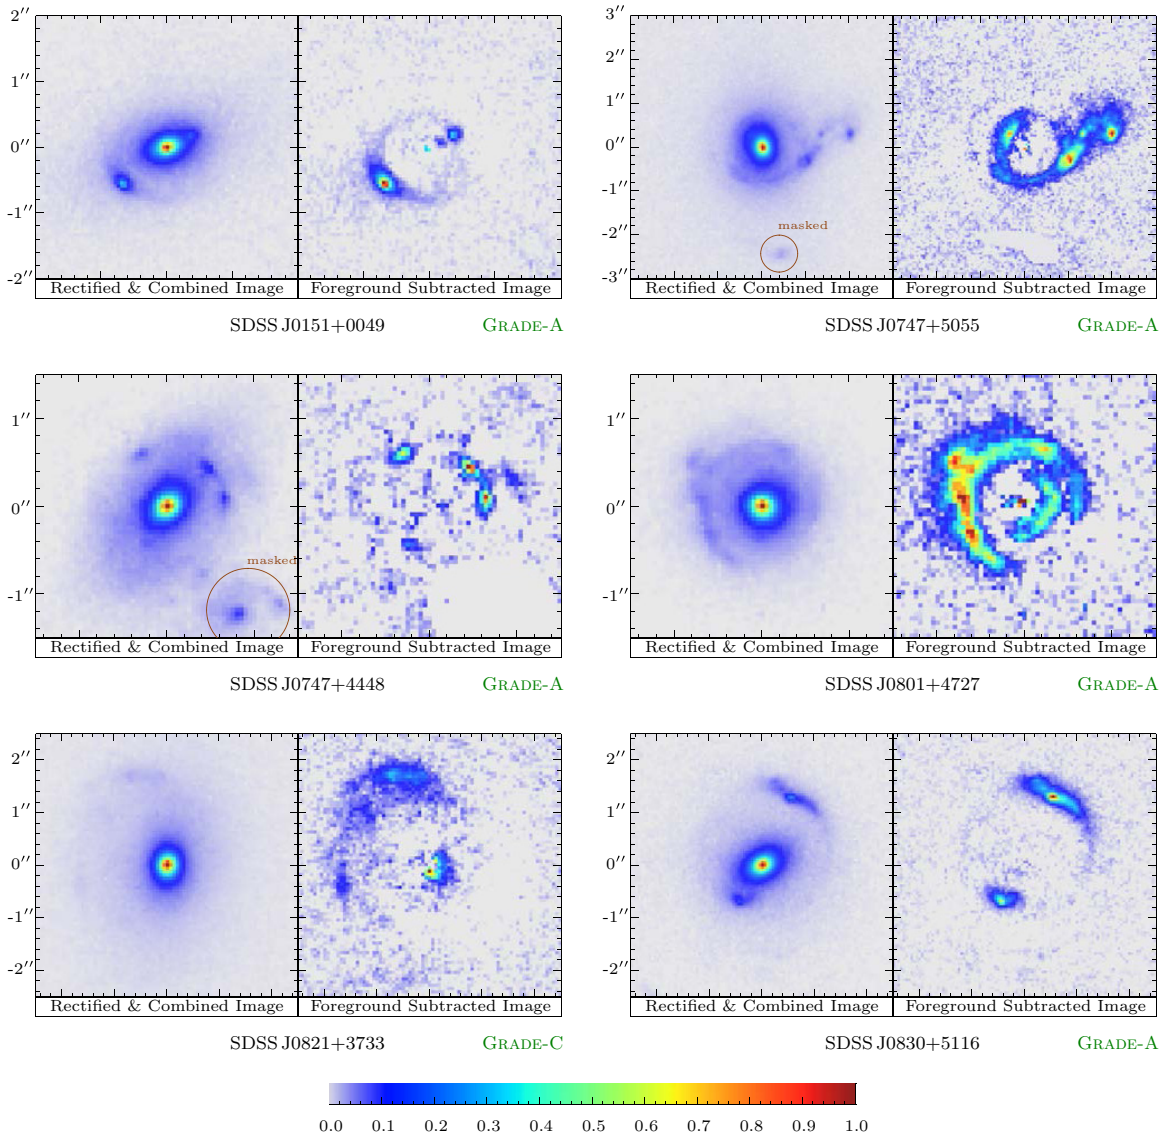 2′′
1′′
0′′
-1′′
-2′′
Rectified & Combined Image
Foreground Subtracted Image
SDSS J0151+0049
GRADE-A
3′′
2′′
1′′
0′′
-1′′
-2′′
-3′′
masked
Rectified & Combined Image
Foreground Subtracted Image
SDSS J0747+5055
GRADE-A
1′′
0′′
-1′′
masked
Rectified & Combined Image
Foreground Subtracted Image
SDSS J0747+4448
GRADE-A
1′′
0′′
-1′′
Rectified & Combined Image
Foreground Subtracted Image
SDSS J0801+4727
GRADE-A
2′′
1′′
0′′
-1′′
-2′′
Rectified & Combined Image
Foreground Subtracted Image
SDSS J0821+3733
GRADE-C
2′′
1′′
0′′
-1′′
-2′′
Rectified & Combined Image
Foreground Subtracted Image
SDSS J0830+5116
GRADE-A
0.0 0.1 0.2 0.3 0.4 0.5 0.6 0.7 0.8 0.9 1.0